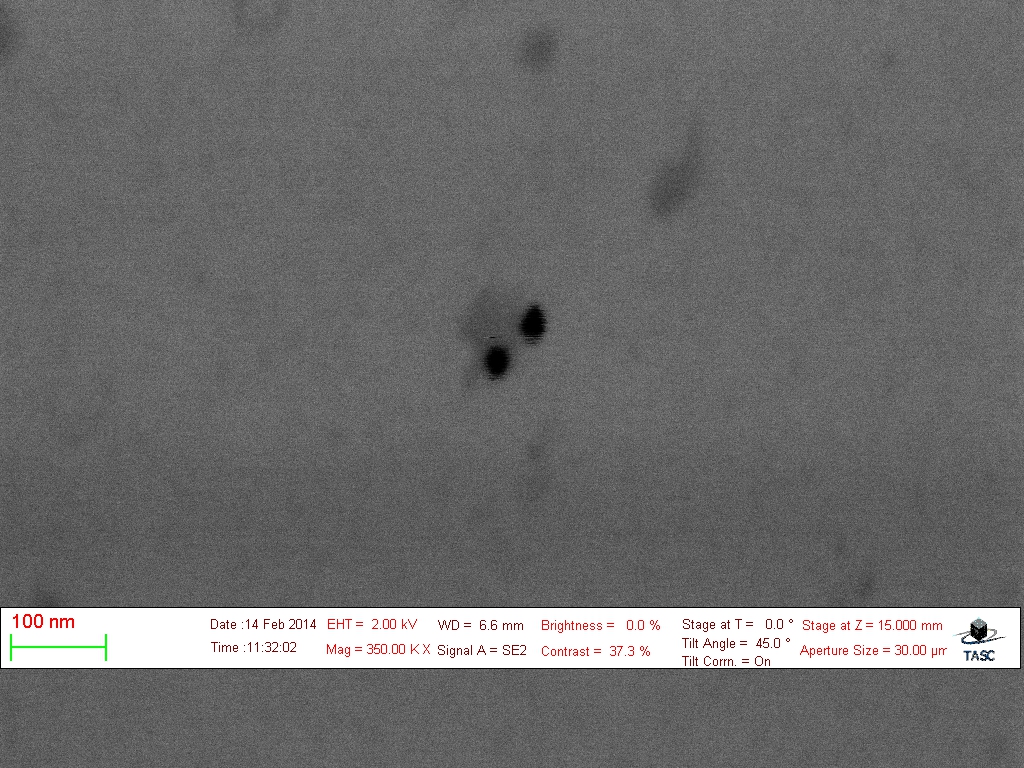 100 nm
Date :14 Feb 2014 EHT = 2.00 kV WD = 6.6 mm Brightness = 0.0 % Stage at T = 0.0 ° Stage at Z = 15.000 mm
Time :11:32:02 Mag = 350.00 K X Signal A = SE2 Contrast = 37.3 % Tilt Angle = 45.0 ° Aperture Size = 30.00 µm
Tilt Corrn. = On
TASC